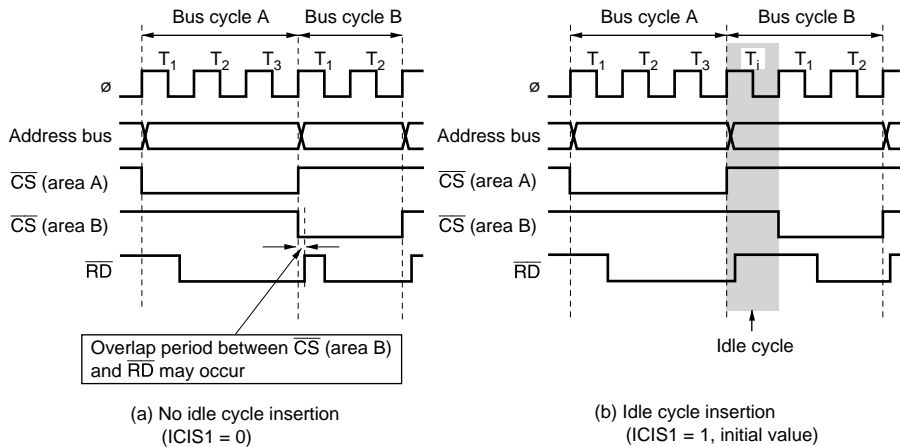 Bus cycle A Bus cycle B
T1 T2 T3 T1 T2
ø
Address bus
CS (area A)
CS (area B)
RD
Overlap period between CS (area B)
and RD may occur
(a) No idle cycle insertion
(ICIS1 = 0)
Bus cycle A Bus cycle B
T1 T2 T3 Ti T1 T2
ø
Address bus
CS (area A)
CS (area B)
RD
Idle cycle
(b) Idle cycle insertion
(ICIS1 = 1, initial value)